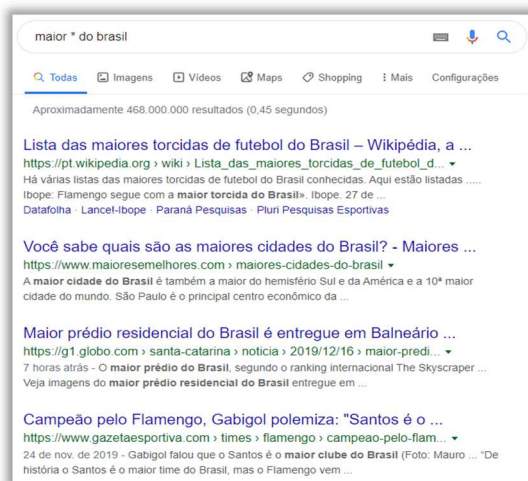 maior * do brasil
Todas Imagens Vídeos Maps Shopping Mais Configurações
Aproximadamente 468.000.000 resultados (0,45 segundos)
Lista das maiores torcidas de futebol do Brasil – Wikipédia, a ...
https://pt.wikipedia.org › wiki › Lista_das_maiores_torcidas_de_futebol_d...
Há várias listas das maiores torcidas de futebol do Brasil conhecidas. Aqui estão listadas .....
Ibope: Flamengo segue com a maior torcida do Brasil». Ibope. 27 de ...
Datafolha · Lancel-Ibope · Paraná Pesquisas · Pluri Pesquisas Esportivas
Você sabe quais são as maiores cidades do Brasil? - Maiores ...
https://www.maioresemelhores.com › maiores-cidades-do-brasil
A maior cidade do Brasil é também a maior do hemisfério Sul e da América e a 10ª maior
cidade do mundo. São Paulo é o principal centro econômico da ...
Maior prédio residencial do Brasil é entregue em Balneário ...
https://g1.globo.com › santa-catarina › noticia › 2019/12/16 › maior-predi...
7 horas atrás - O maior prédio do Brasil, segundo o ranking internacional The Skyscraper ...
Veja imagens do maior prédio residencial do Brasil entregue em ...
Campeão pelo Flamengo, Gabigol polemiza: "Santos é o ...
https://www.gazetaesportiva.com › times › flamengo › campeao-pelo-flam...
24 de nov. de 2019 - Gabigol falou que o Santos é o maior clube do Brasil (Foto: Mauro ... "De
história o Santos é o maior time do Brasil, mas o Flamengo vem ...